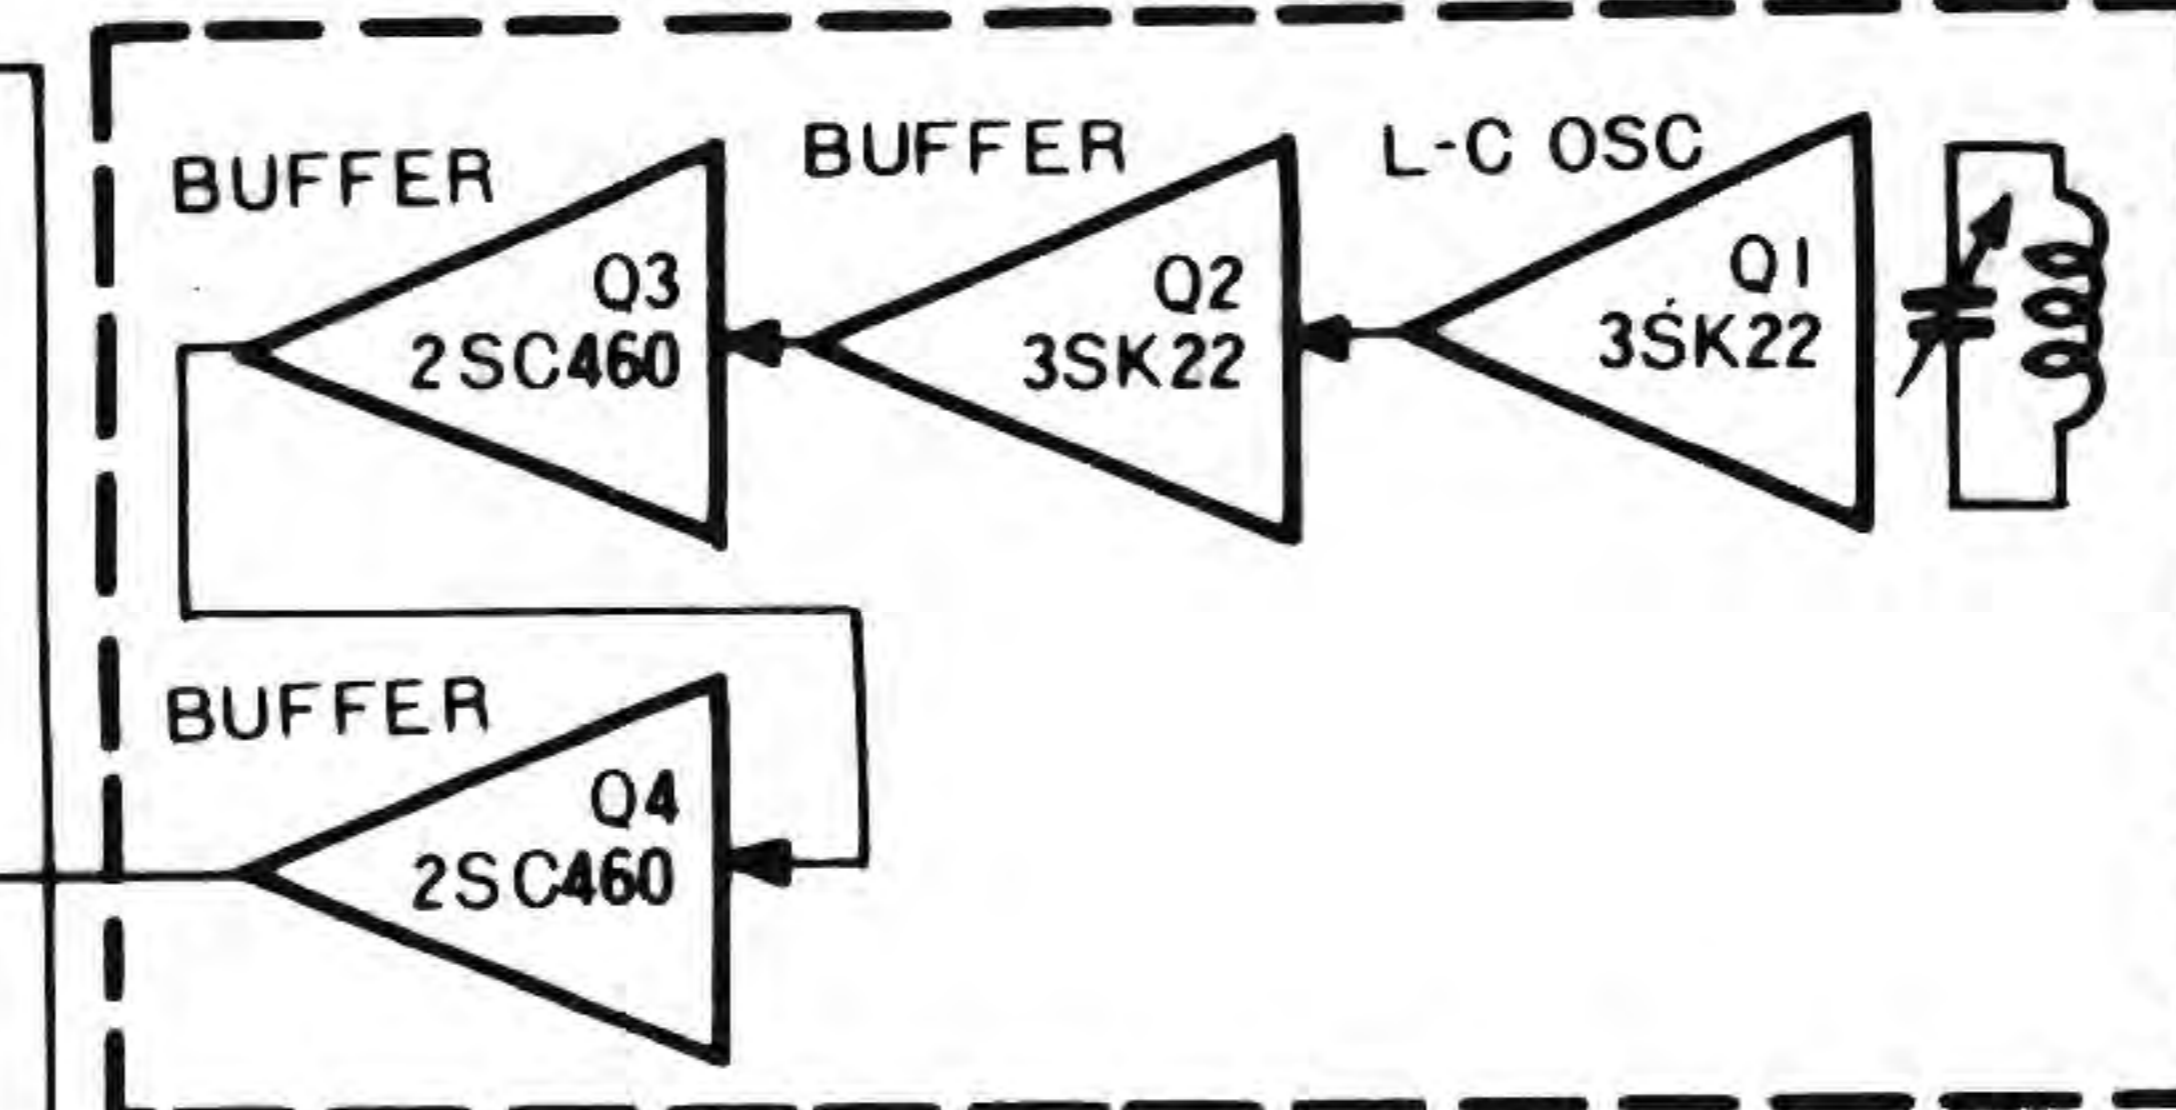 BUFFER
Q3
2SC460
BUFFER
Q2
3SK22
L-C OSC
Q1
3SK22
BUFFER
Q4
2SC460